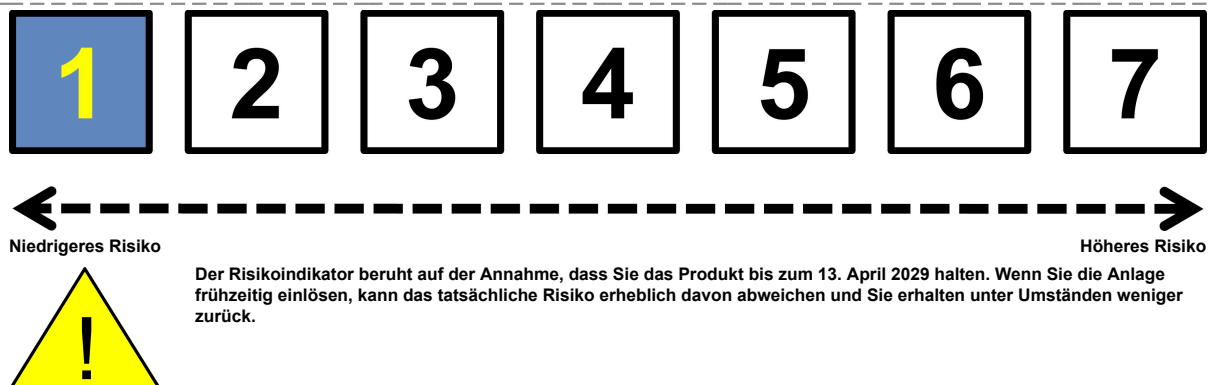 1 2 3 4 5 6 7
Niedrigeres Risiko Höheres Risiko
Der Risikoindikator beruht auf der Annahme, dass Sie das Produkt bis zum 13. April 2029 halten. Wenn Sie die Anlage
frühzeitig einlösen, kann das tatsächliche Risiko erheblich davon abweichen und Sie erhalten unter Umständen weniger
zurück.
!